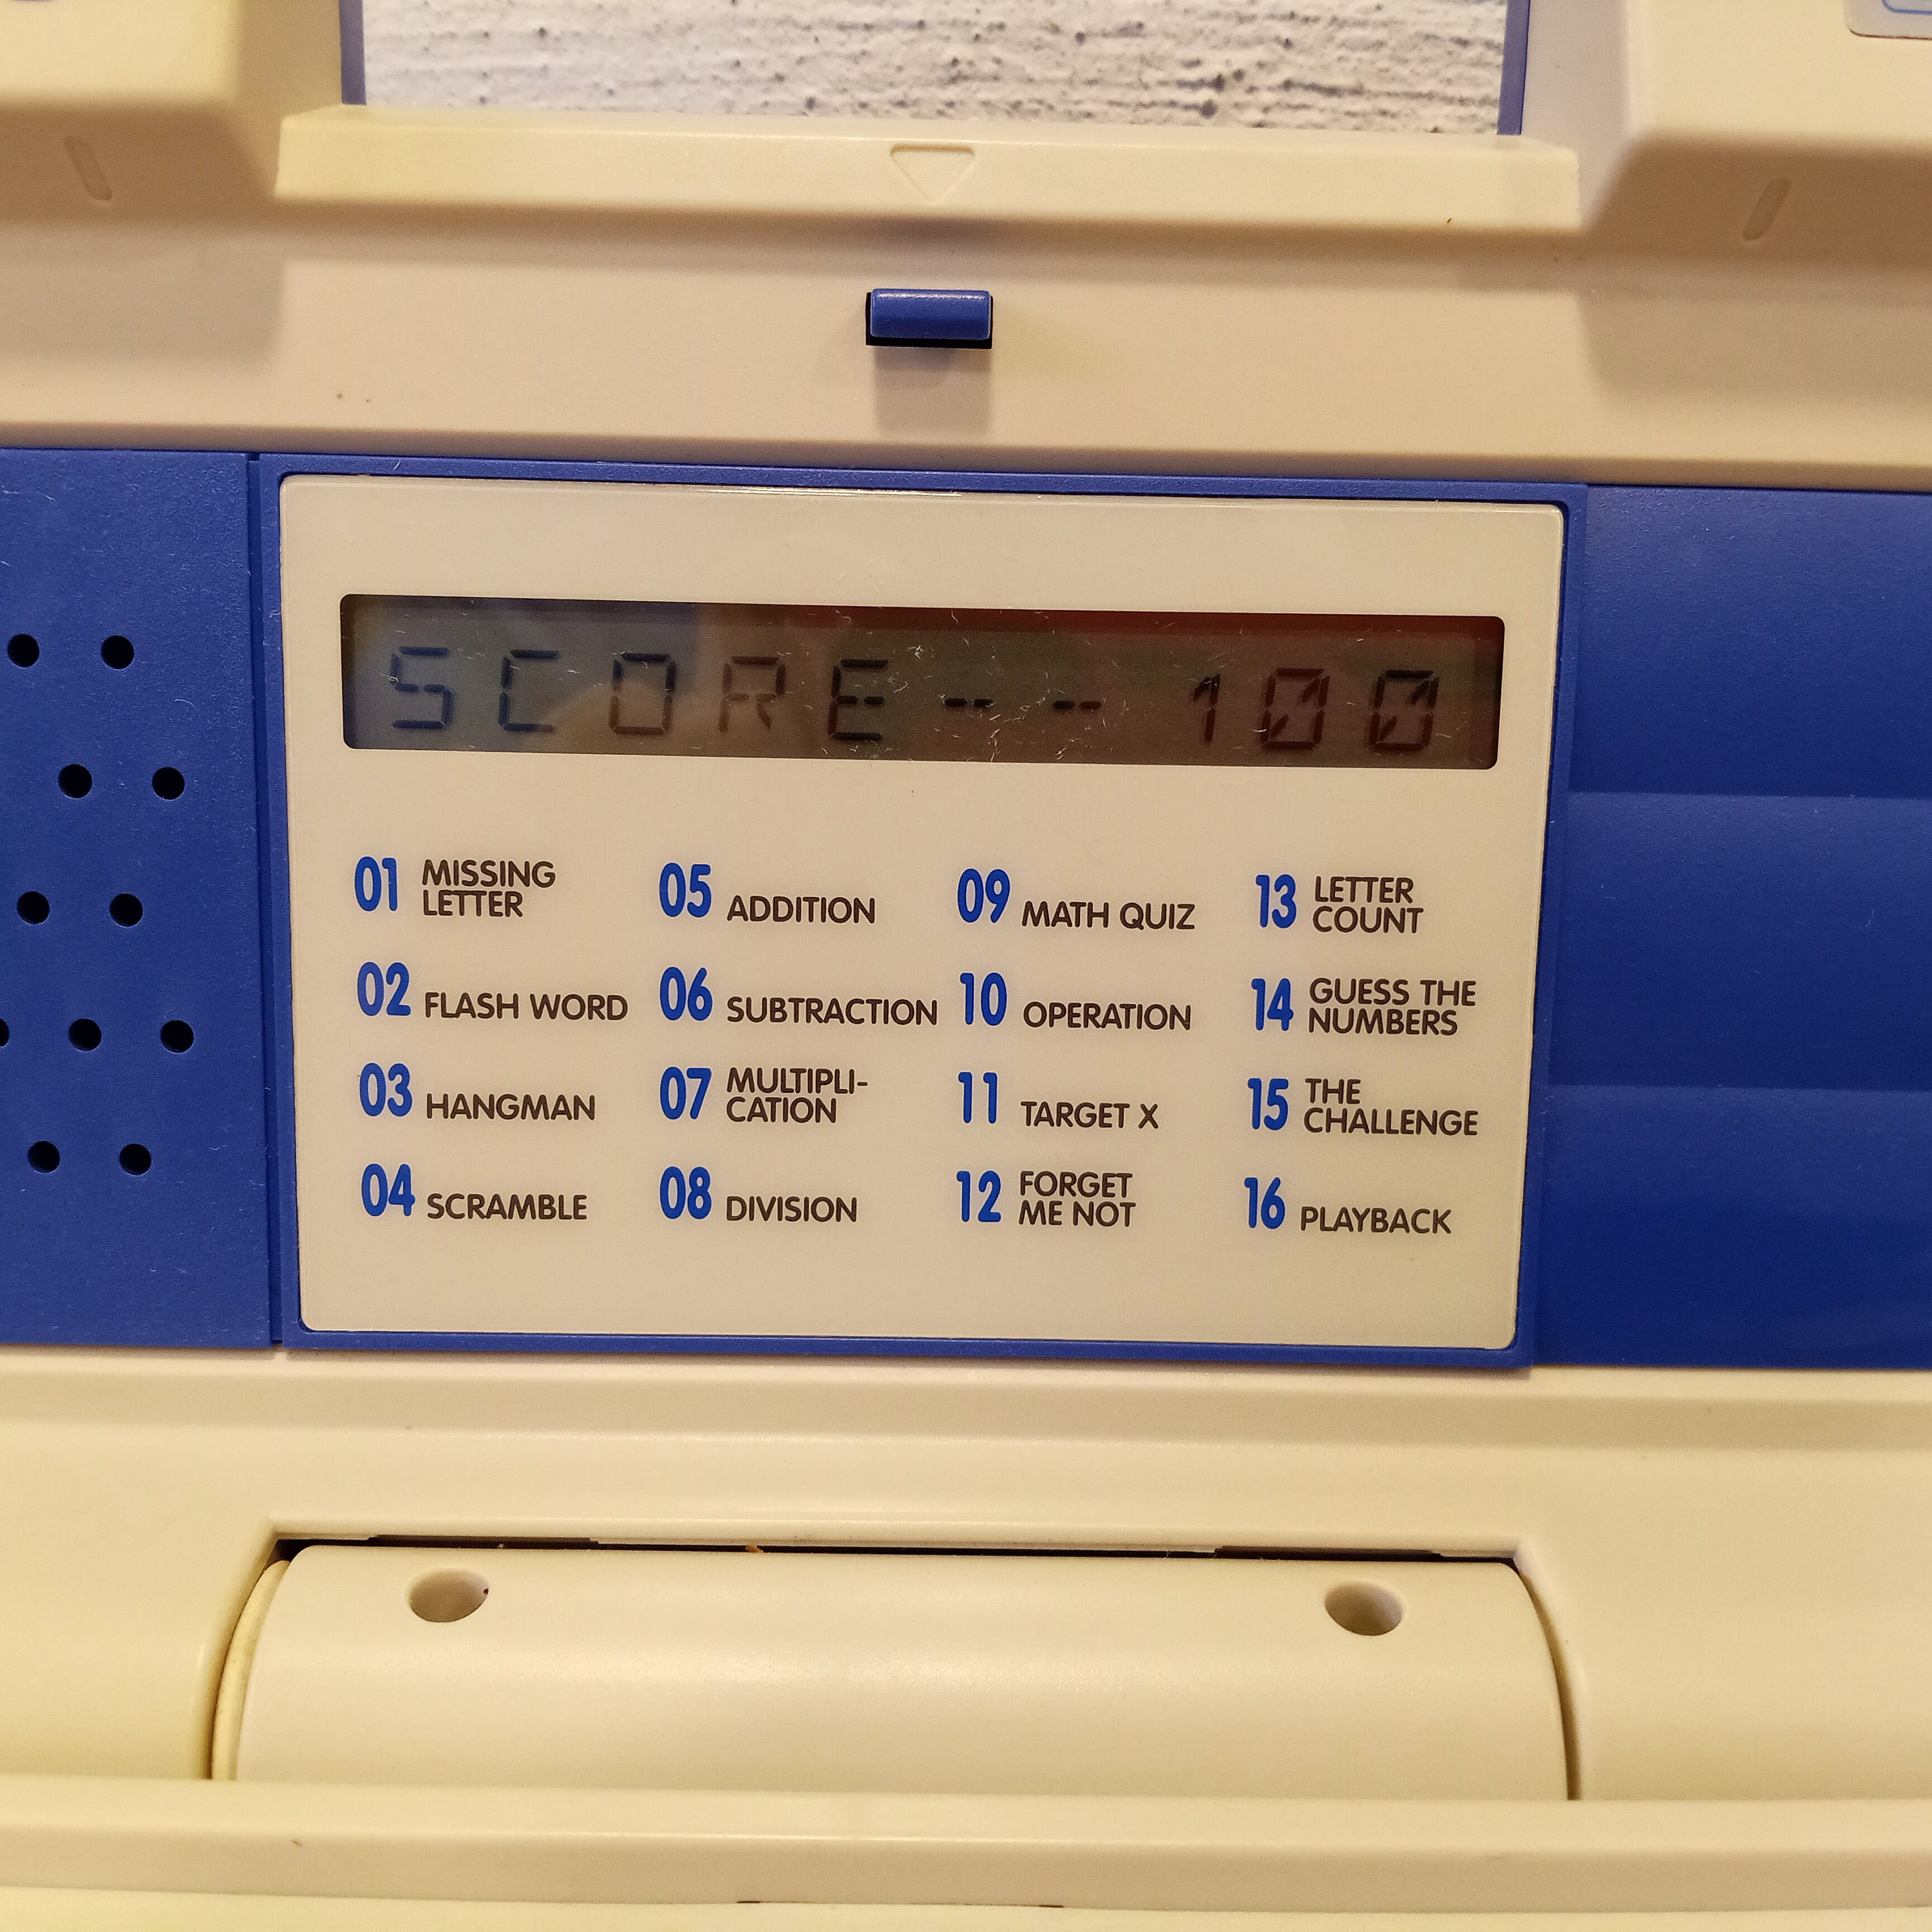 SCORE-- 100
01 MISSING LETTER
02 FLASH WORD
03 HANGMAN
04 SCRAMBLE
05 ADDITION
06 SUBTRACTION
07 MULTIPLI-
CATION
08 DIVISION
09 MATH QUIZ
10 OPERATION
11 TARGET X
12 FORGET
ME NOT
13 LETTER
COUNT
14 GUESS THE
NUMBERS
15 THE
CHALLENGE
16 PLAYBACK